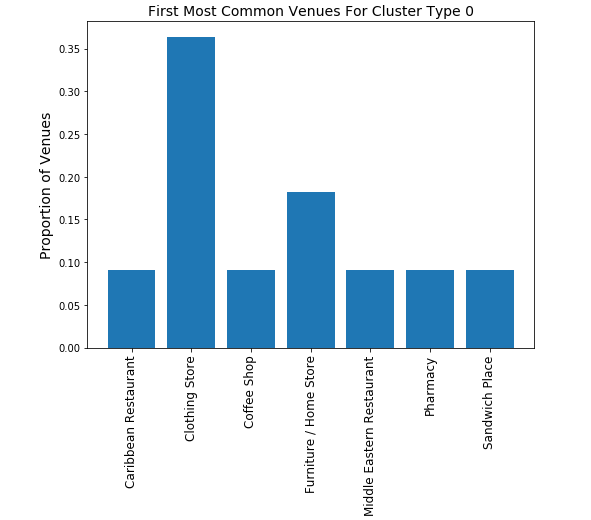 First Most Common Venues For Cluster Type 0
Proportion of Venues
0.35
0.30
0.25
0.20
0.15
0.10
0.05
0.00
Caribbean Restaurant
Clothing Store
Coffee Shop
Furniture / Home Store
Middle Eastern Restaurant
Pharmacy
Sandwich Place